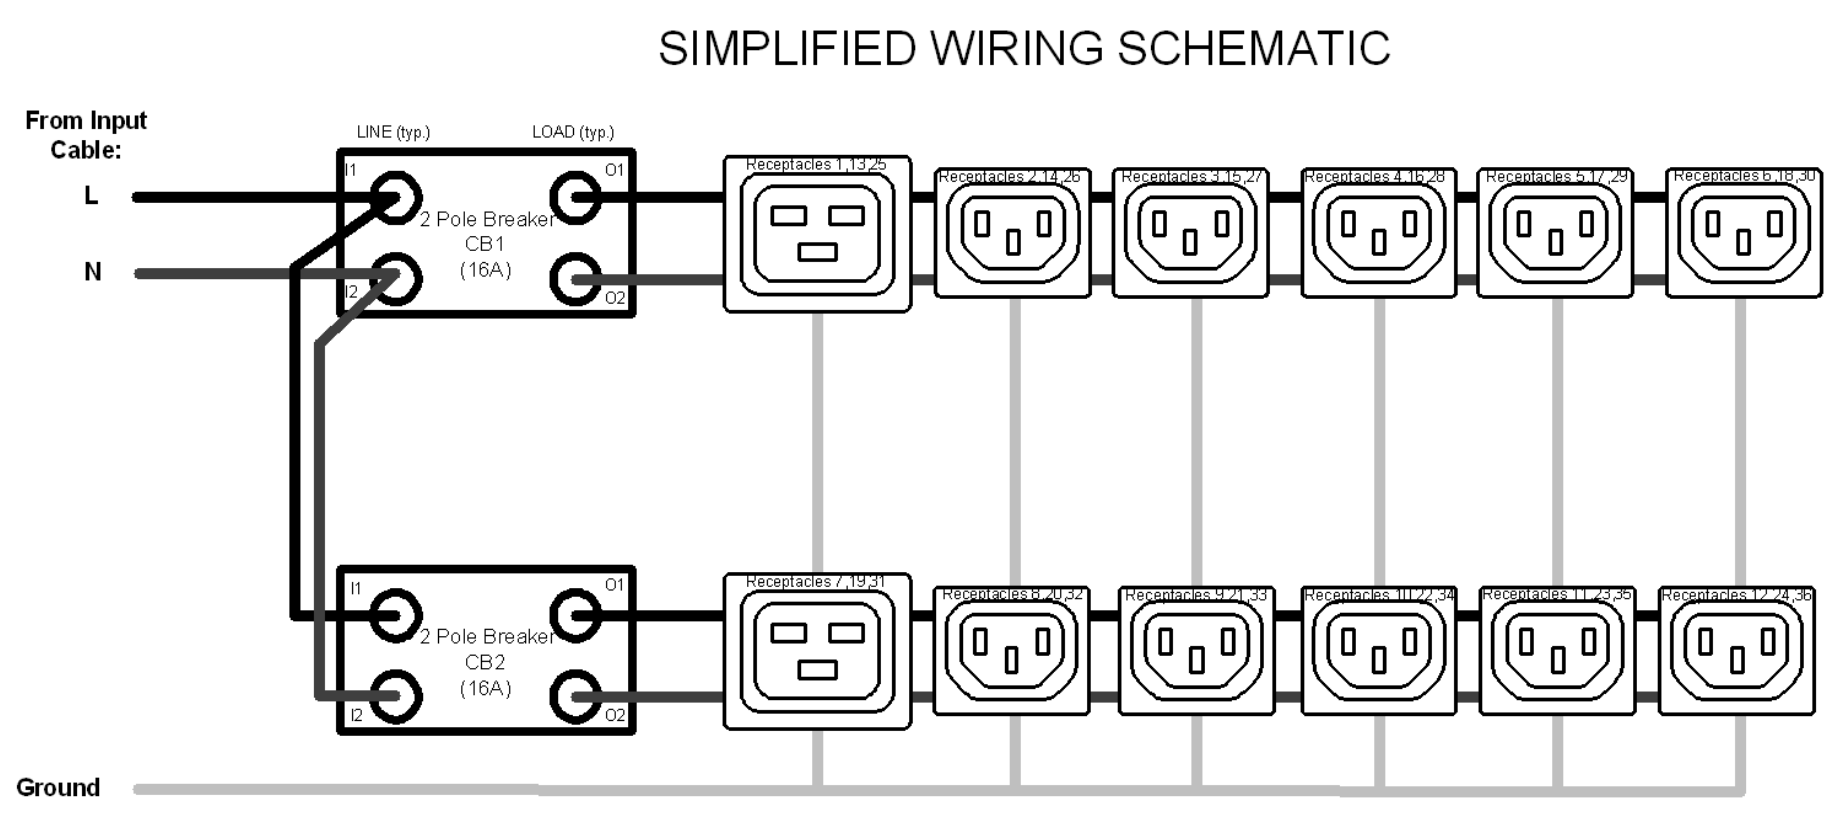 SIMPLIFIED WIRING SCHEMATIC
From Input
Cable:
LINE (typ.)
LOAD (typ.)
L
N
I1
O1
2 Pole Breaker
CB1
(16A)
I2
O2
Receptacles 1,13,25
Receptacles 2,14,26
Receptacles 3,15,27
Receptacles 4,16,28
Receptacles 5,17,29
Receptacles 6,18,30
I1
O1
2 Pole Breaker
CB2
(16A)
I2
O2
Receptacles 7,19,31
Receptacles 8,20,32
Receptacles 9,21,33
Receptacles 10,22,34
Receptacles 11,23,35
Receptacles 12,24,36
Ground